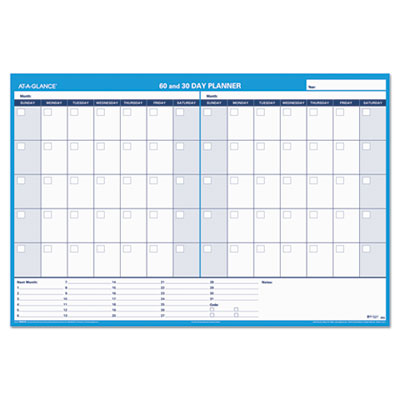 AT-A-GLANCE®
60 and 30 DAY PLANNER
Year:
Month: Month:
SUNDAY MONDAY TUESDAY WEDNESDAY THURSDAY FRIDAY SATURDAY SUNDAY MONDAY TUESDAY WEDNESDAY THURSDAY FRIDAY SATURDAY
Next Month: 7 14 21 28 Notes:
1 8 15 22 29
2 9 16 23 30
3 10 17 24 31
4 11 18 25 Code:
5 12 19 26
6 13 20 27